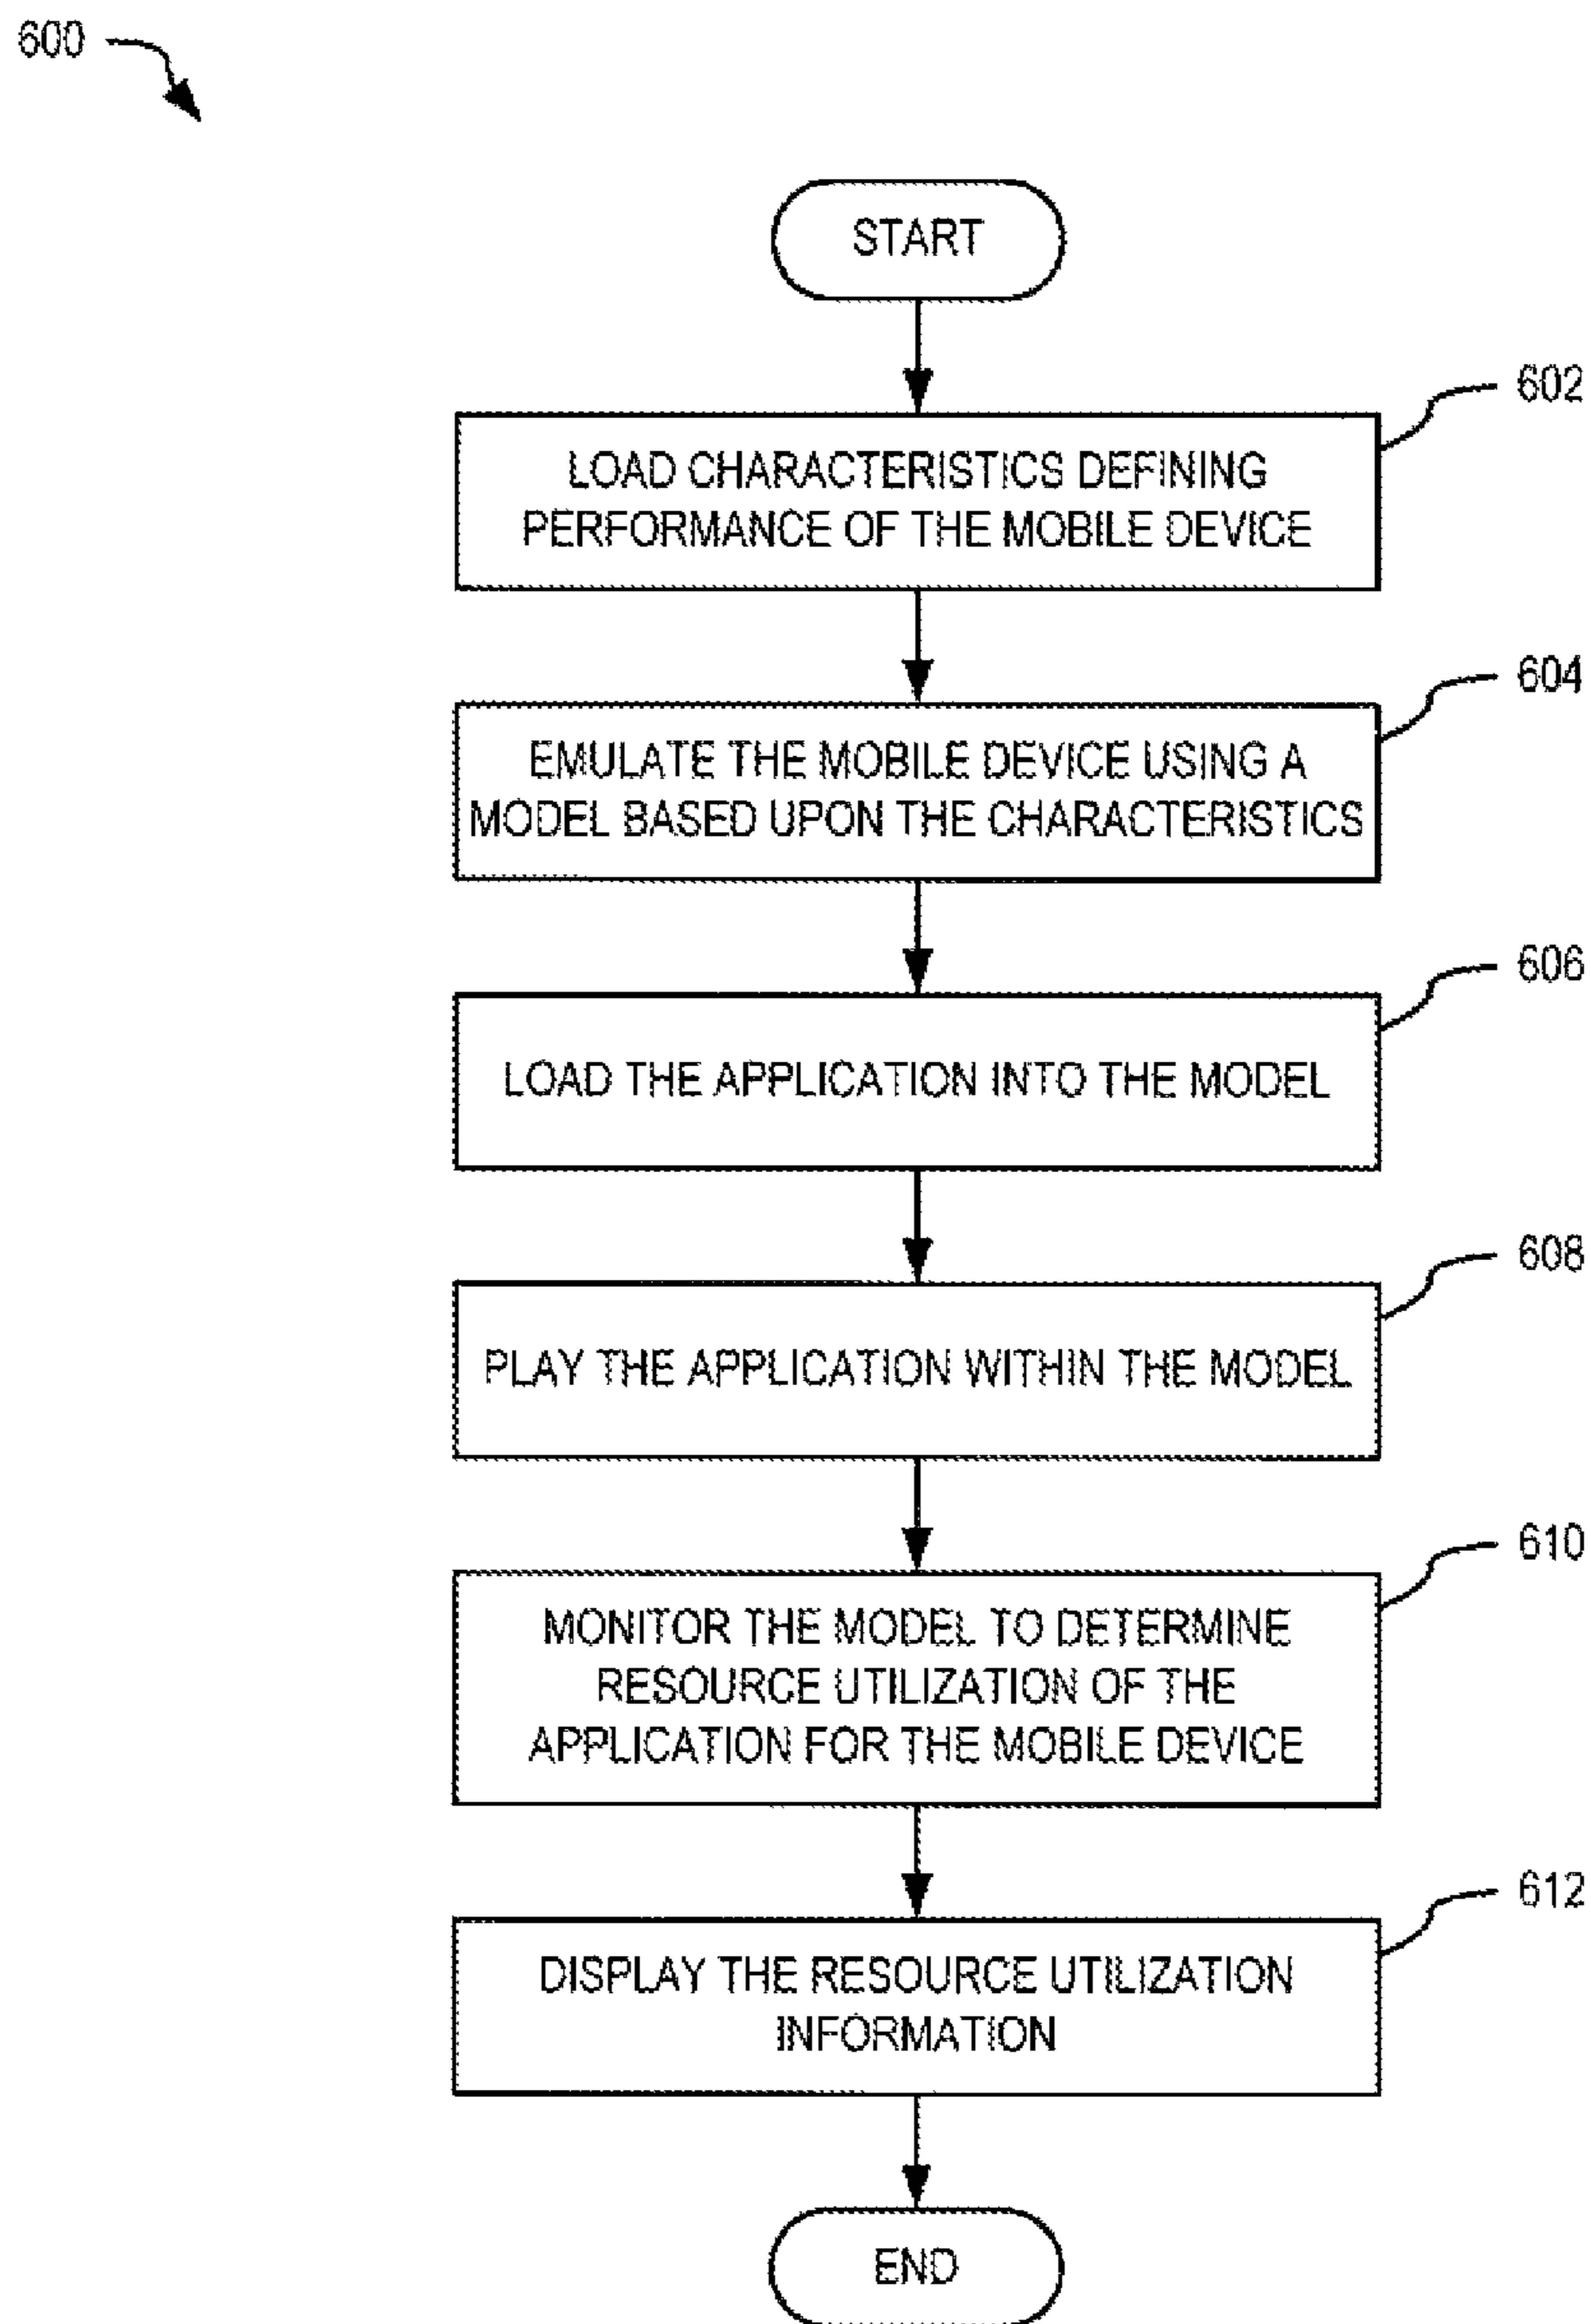 600
START
602
LOAD CHARACTERISTICS DEFINING
PERFORMANCE OF THE MOBILE DEVICE
604
EMULATE THE MOBILE DEVICE USING A
MODEL BASED UPON THE CHARACTERISTICS
606
LOAD THE APPLICATION INTO THE MODEL
608
PLAY THE APPLICATION WITHIN THE MODEL
610
MONITOR THE MODEL TO DETERMINE
RESOURCE UTILIZATION OF THE
APPLICATION FOR THE MOBILE DEVICE
612
DISPLAY THE RESOURCE UTILIZATION
INFORMATION
END